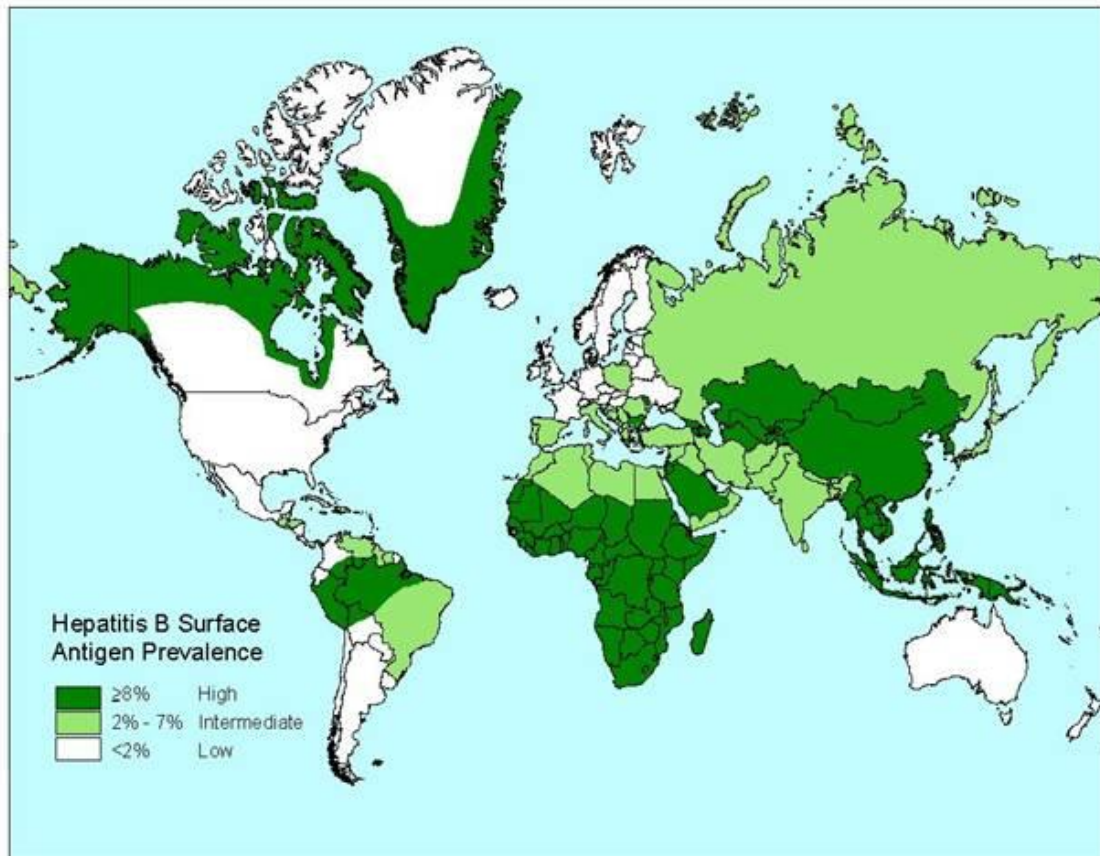 Hepatitis B Surface
Antigen Prevalence
≥8% High
2% - 7% Intermediate
<2% Low